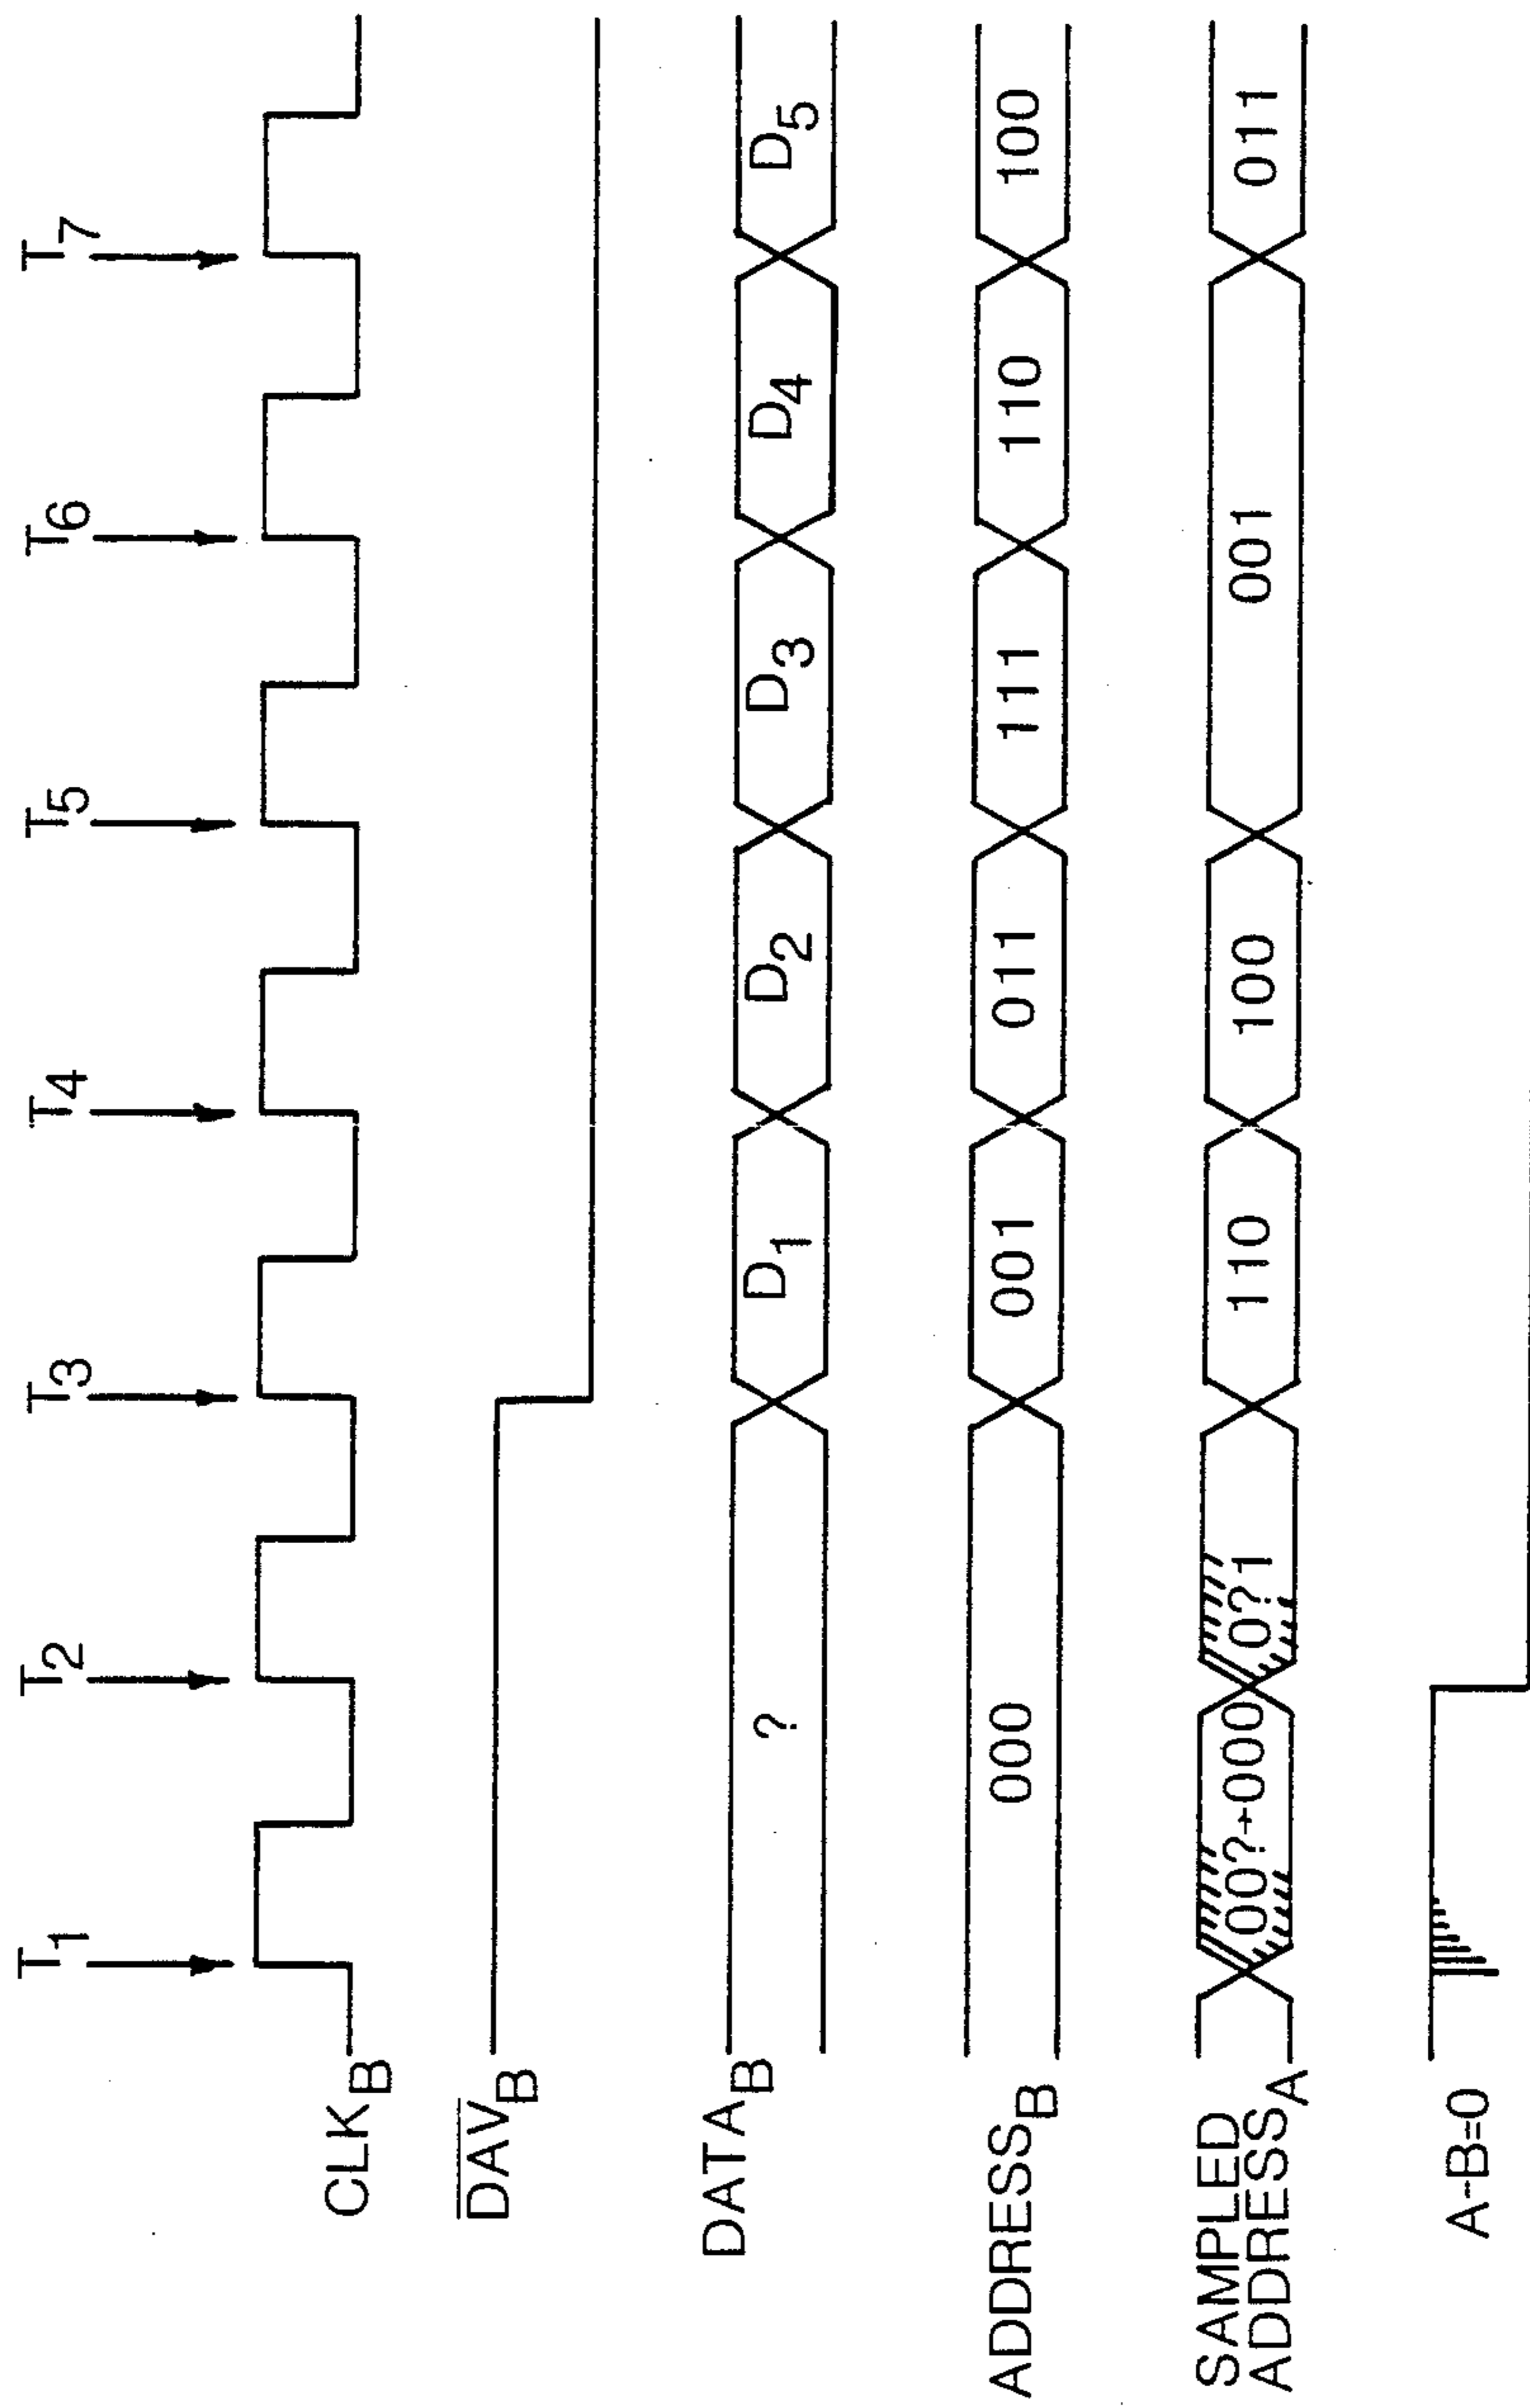 T1 T2 T3 T4 T5 T6 T7
CLKB
DAVB
DATAB ? D1 D2 D3 D4 D5
ADDRESSB 000 001 011 111 110 100
SAMPLED
ADDRESSA 00?→000 0?1 110 100 001 011
A-B=0